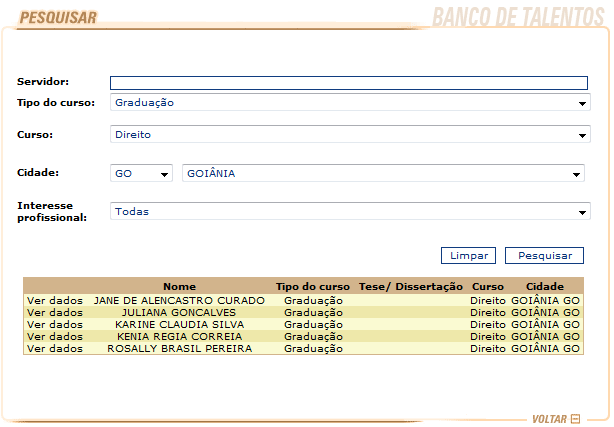 PESQUISAR
BANCO DE TALENTOS
Servidor:
Tipo do curso: Graduação
Curso: Direito
Cidade: GO GOIÂNIA
Interesse
profissional: Todas
Limpar Pesquisar
Nome Tipo do curso Tese/ Dissertação Curso Cidade
Ver dados JANE DE ALENCASTRO CURADO Graduação Direito GOIÂNIA GO
Ver dados JULIANA GONCALVES Graduação Direito GOIÂNIA GO
Ver dados KARINE CLAUDIA SILVA Graduação Direito GOIÂNIA GO
Ver dados KENIA REGIA CORREIA Graduação Direito GOIÂNIA GO
Ver dados ROSALLY BRASIL PEREIRA Graduação Direito GOIÂNIA GO
VOLTAR